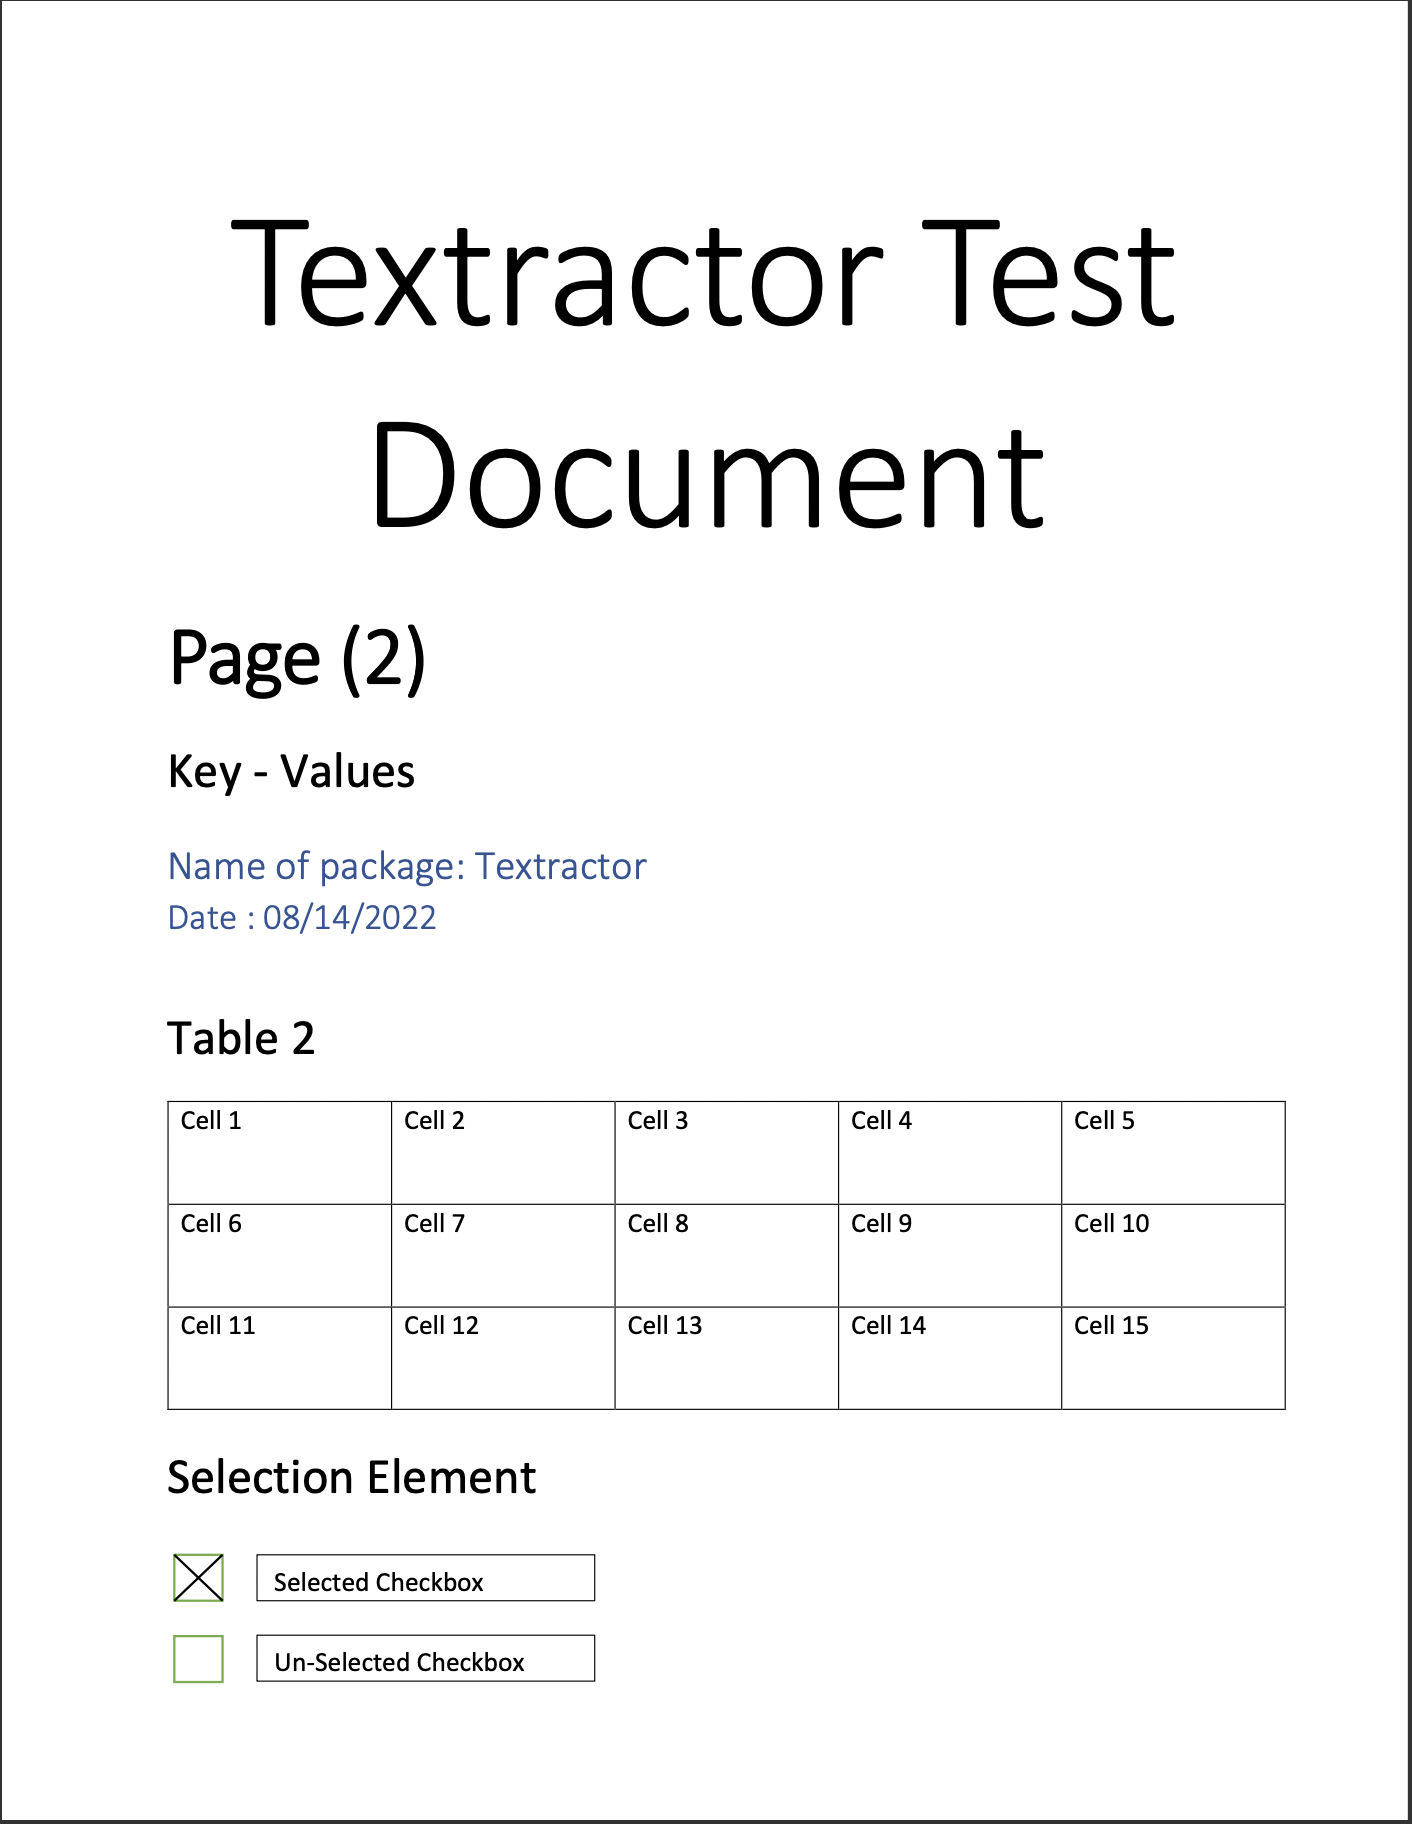 Textractor Test
Document
Page (2)
Key - Values
Name of package: Textractor
Date : 08/14/2022
Table 2
Cell 1 Cell 2 Cell 3 Cell 4 Cell 5
Cell 6 Cell 7 Cell 8 Cell 9 Cell 10
Cell 11 Cell 12 Cell 13 Cell 14 Cell 15
Selection Element
Selected Checkbox
Un-Selected Checkbox